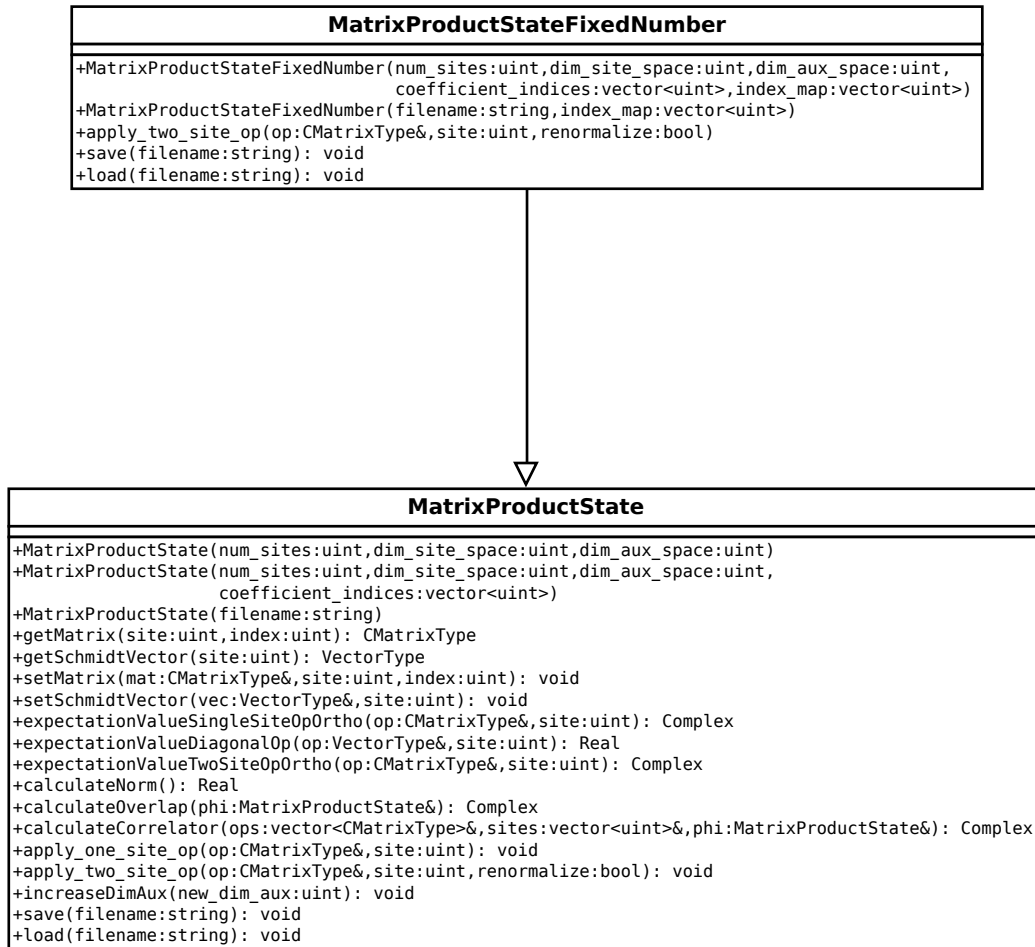 MatrixProductStateFixedNumber
+MatrixProductStateFixedNumber(num_sites:uint,dim_site_space:uint,dim_aux_space:uint,
coefficient_indices:vector<uint>,index_map:vector<uint>)
+MatrixProductStateFixedNumber(filename:string,index_map:vector<uint>)
+apply_two_site_op(op:CMatrixType&,site:uint,renormalize:bool)
+save(filename:string): void
+load(filename:string): void
MatrixProductState
+MatrixProductState(num_sites:uint,dim_site_space:uint,dim_aux_space:uint)
+MatrixProductState(num_sites:uint,dim_site_space:uint,dim_aux_space:uint,
coefficient_indices:vector<uint>)
+MatrixProductState(filename:string)
+getMatrix(site:uint,index:uint): CMatrixType
+getSchmidtVector(site:uint): VectorType
+setMatrix(mat:CMatrixType&,site:uint,index:uint): void
+setSchmidtVector(vec:VectorType&,site:uint): void
+expectationValueSingleSiteOpOrtho(op:CMatrixType&,site:uint): Complex
+expectationValueDiagonalOp(op:VectorType&,site:uint): Real
+expectationValueTwoSiteOpOrtho(op:CMatrixType&,site:uint): Complex
+calculateNorm(): Real
+calculateOverlap(phi:MatrixProductState&): Complex
+calculateCorrelator(ops:vector<CMatrixType>&,sites:vector<uint>&,phi:MatrixProductState&): Complex
+apply_one_site_op(op:CMatrixType&,site:uint): void
+apply_two_site_op(op:CMatrixType&,site:uint,renormalize:bool): void
+increaseDimAux(new_dim_aux:uint): void
+save(filename:string): void
+load(filename:string): void